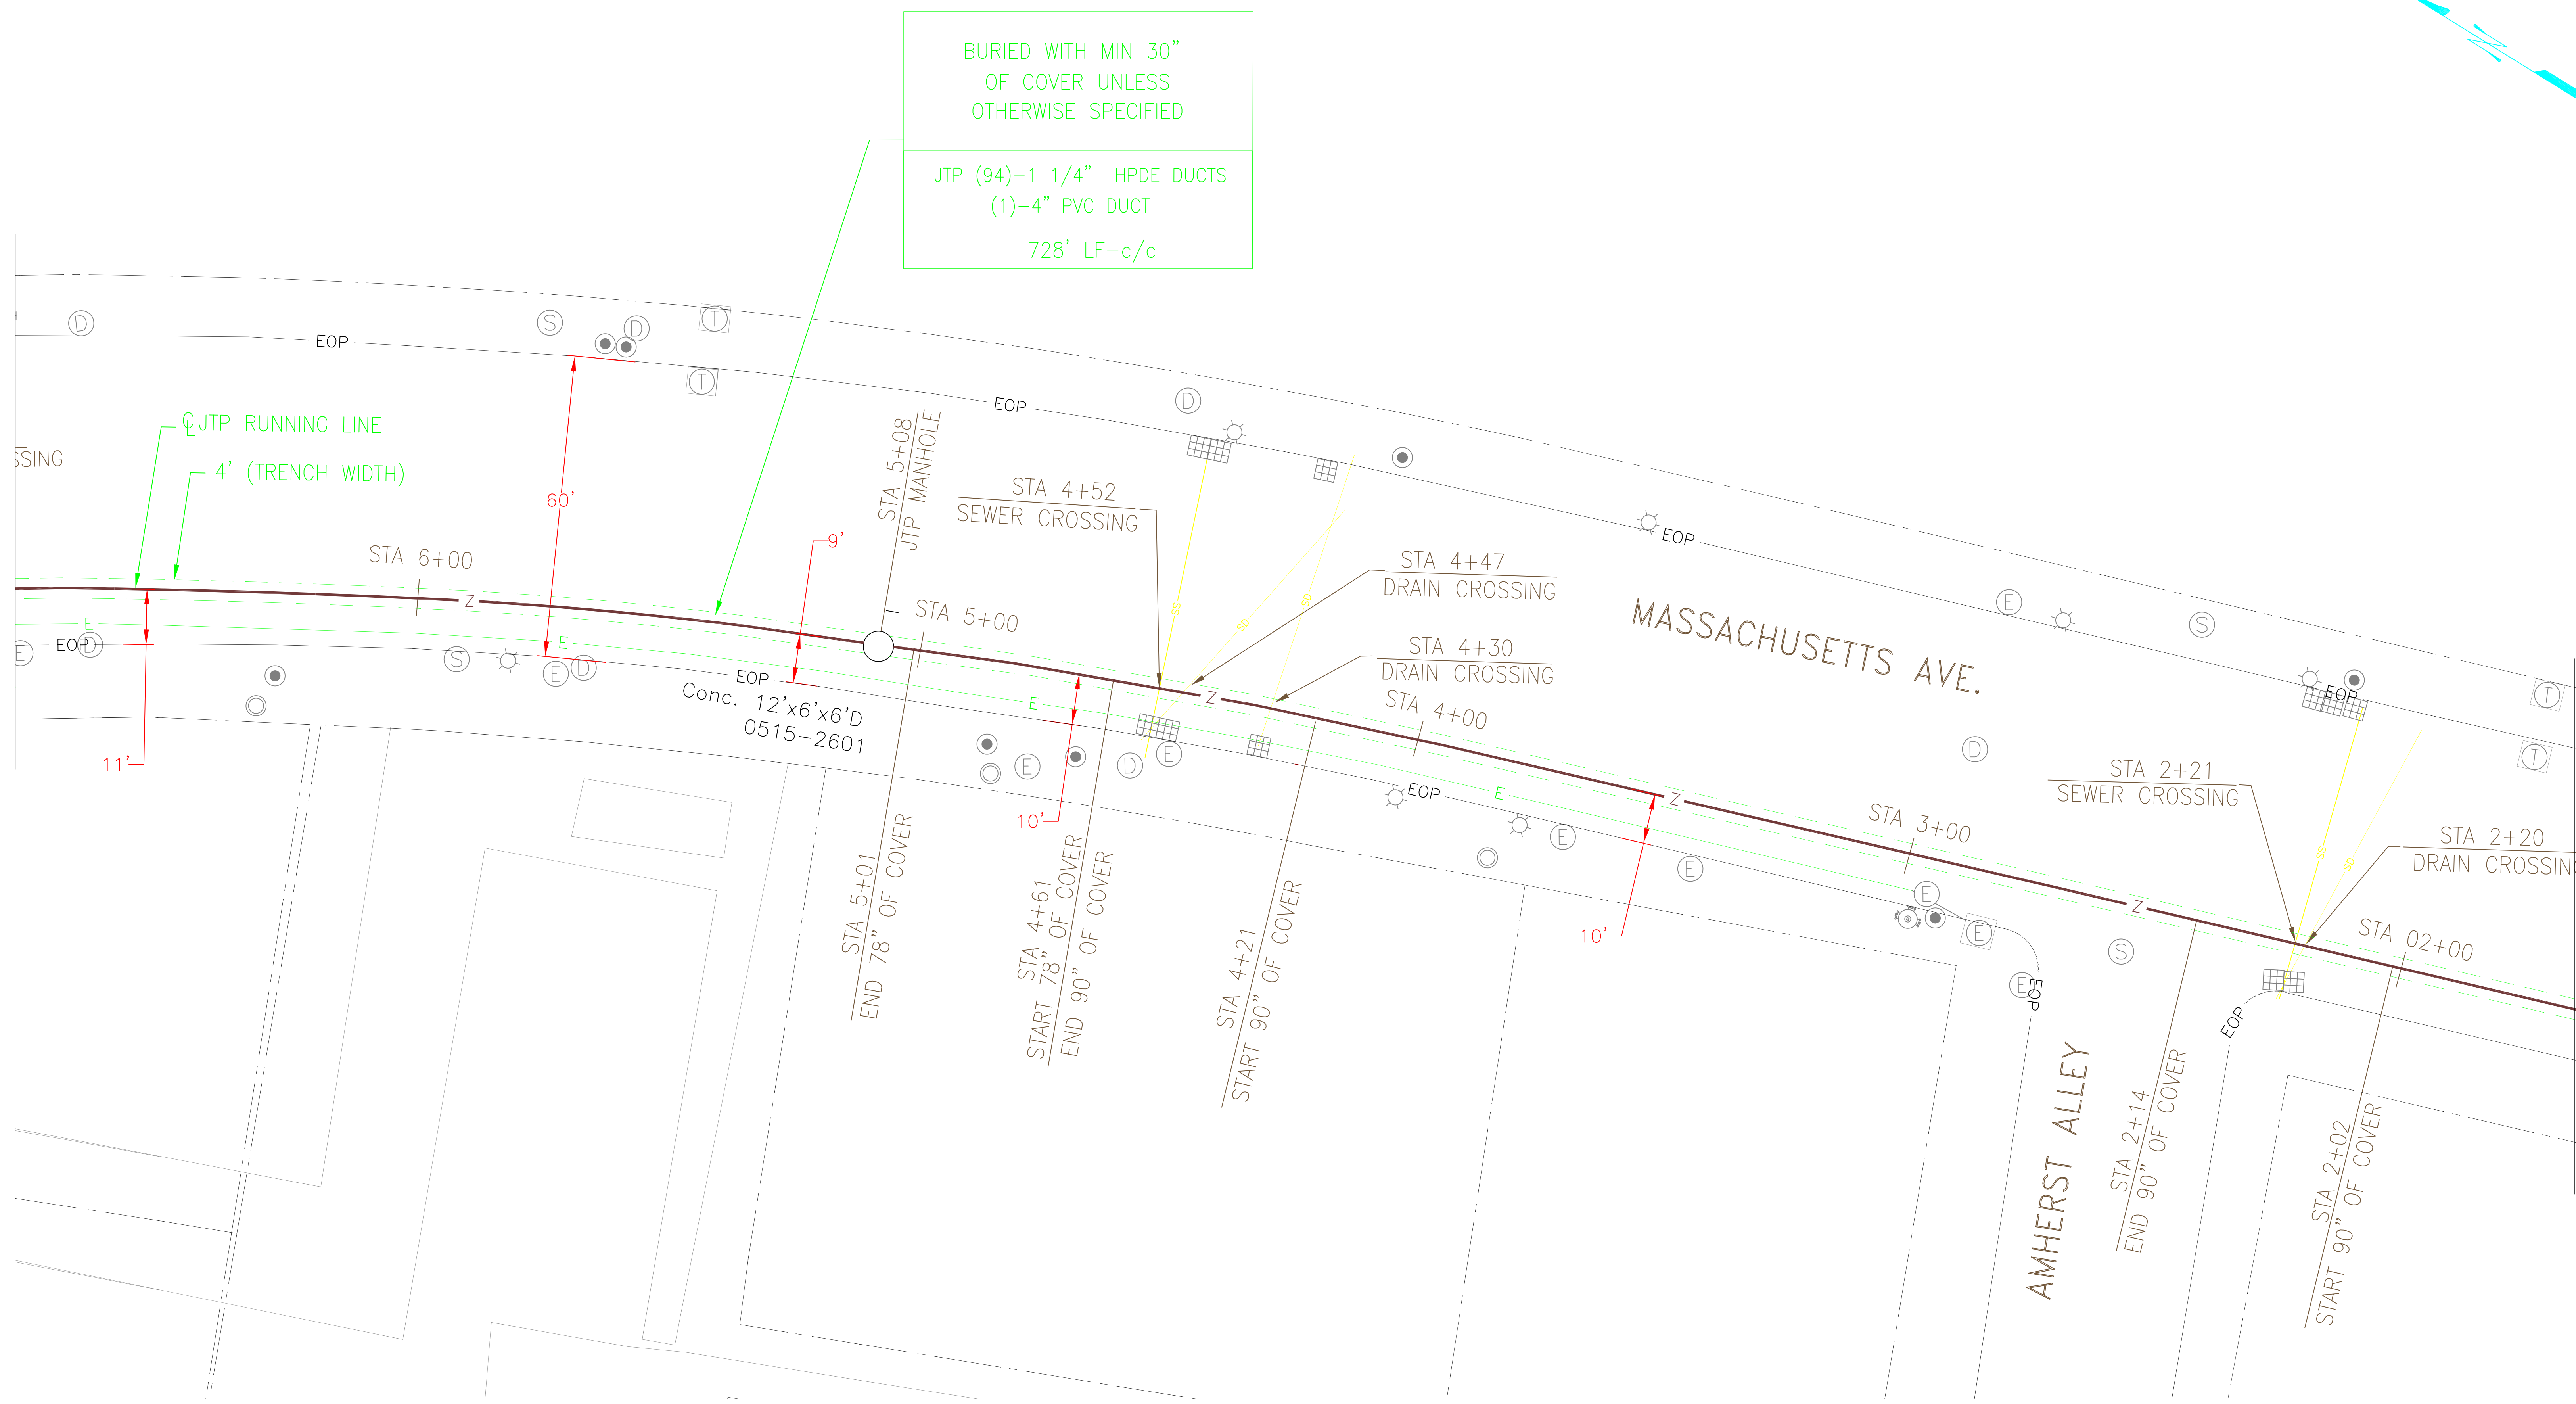 N
BURIED WITH MIN 30"
OF COVER UNLESS
OTHERWISE SPECIFIED
JTP (94)-1 1/4" HPDE DUCTS
(1)-4" PVC DUCT
728' LF-c/c
D
S
D
T
EOP
T
D
EOP
℄ JTP RUNNING LINE
SSING
4' (TRENCH WIDTH)
60'
STA 5+08
JTP MANHOLE
STA 4+52
SEWER CROSSING
9'
STA 6+00
Z
STA 5+00
STA 4+47
DRAIN CROSSING
SS
SD
SD
STA 4+30
DRAIN CROSSING
EOP
MASSACHUSETTS AVE.
E
S
EOP
T
T
D
E
E
EOP
D
E
S
E
D
EOP
Conc. 12'x6'x6'D
0515-2601
E
Z
STA 4+00
11'
10'
E
D
E
EOP
E
Z
STA 3+00
STA 2+21
SEWER CROSSING
STA 2+20
DRAIN CROSSIN
SS
SD
E
E
10'
E
E
E
EOP
Z
S
STA 02+00
EOP
STA 5+01
END 78" OF COVER
STA 4+61
START 78" OF COVER
END 90" OF COVER
STA 4+21
START 90" OF COVER
AMHERST ALLEY
STA 2+14
END 90" OF COVER
STA 2+02
START 90" OF COVER